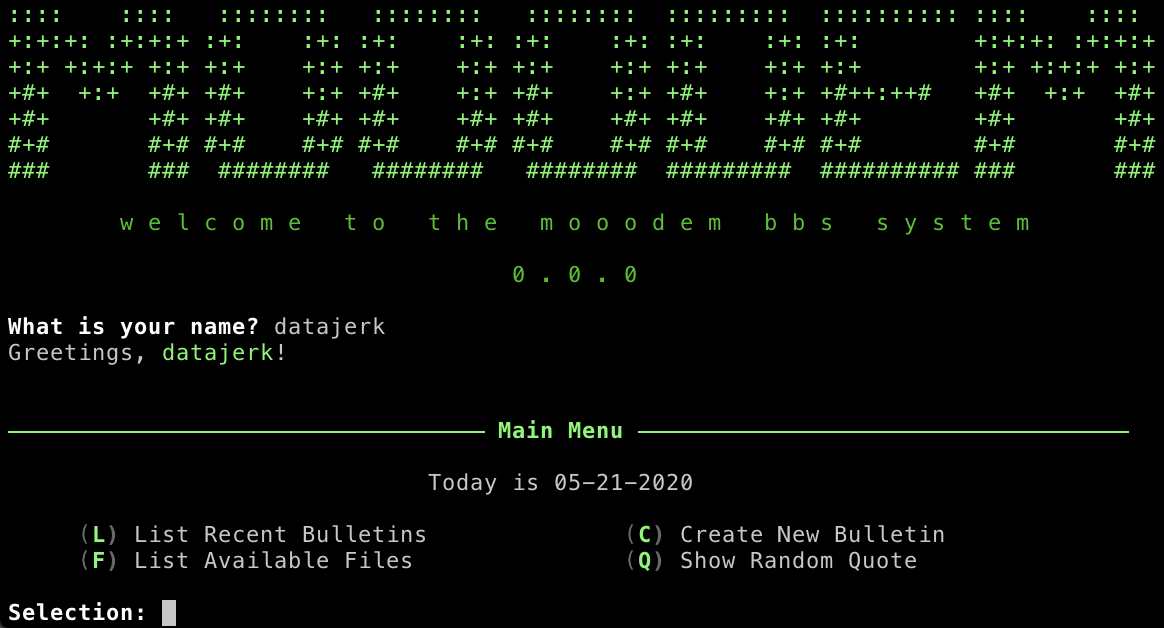 ::::    ::::   ::::::::   ::::::::   ::::::::  :::::::::  :::::::::: ::::    ::::
+:+:+: :+:+:+ :+:    :+: :+:    :+: :+:    :+: :+:    :+: :+:        +:+:+: :+:+:+
+:+ +:+:+ +:+ +:+    +:+ +:+    +:+ +:+    +:+ +:+    +:+ +:+        +:+ +:+:+ +:+
+#+  +:+  +#+ +#+    +:+ +#+    +:+ +#+    +:+ +#+    +:+ +#++:++#   +#+  +:+  +#+
+#+       +#+ +#+    +#+ +#+    +#+ +#+    +#+ +#+    +#+ +#+        +#+       +#+
#+#       #+# #+#    #+# #+#    #+# #+#    #+# #+#    #+# #+#        #+#       #+#
###       ###  ########   ########   ########  #########  ########## ###       ###
w e l c o m e   t o   t h e   m o o o d e m   b b s   s y s t e m
0 . 0 . 0
What is your name? datajerk
Greetings, datajerk!
Main Menu
Today is 05-21-2020
(L) List Recent Bulletins (C) Create New Bulletin
(F) List Available Files (Q) Show Random Quote
Selection: